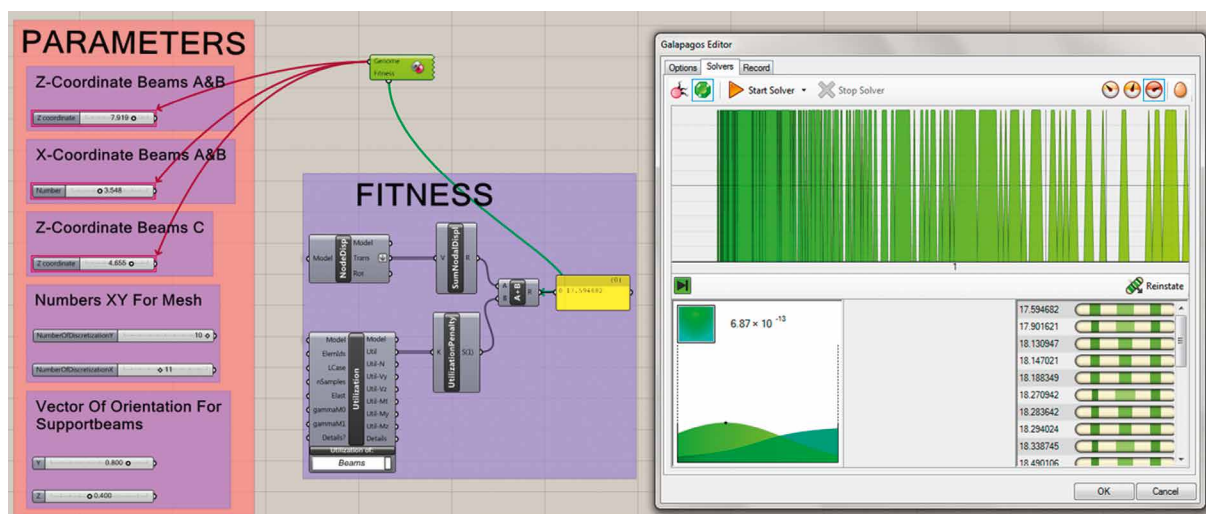 PARAMETERS
Z-Coordinate Beams A&B
Z coordinate 7.919
X-Coordinate Beams A&B
Number 3.548
Z-Coordinate Beams C
Z coordinate 4.655
Numbers XY For Mesh
NumberOfDiscretizationY 10
NumberOfDiscretizationX 11
Vector Of Orientation For
Supportbeams
Y 0.800
Z 0.400
Genome
Fitness
FITNESS
Model
NodeDisp
Model
Trans
Rot
V
SumNodalDispl
R
A
B
A+B
R
{0}
0 17.594682
Model
ElemIds
LCase
nSamples
Elast
gammaM0
gammaM1
Details?
Utilization
Model
Util
Util-N
Util-Vy
Util-Vz
Util-Mt
Util-My
Util-Mz
Details
Utilization of:
Beams
K
UtilizationPenalty
S(1)
Galapagos Editor
Options
Solvers
Record
Start Solver
Stop Solver
1
Reinstate
6.87 × 10 -13
17.594682
17.901621
18.130947
18.147021
18.188349
18.270942
18.283642
18.294024
18.338745
18.490106
OK
Cancel